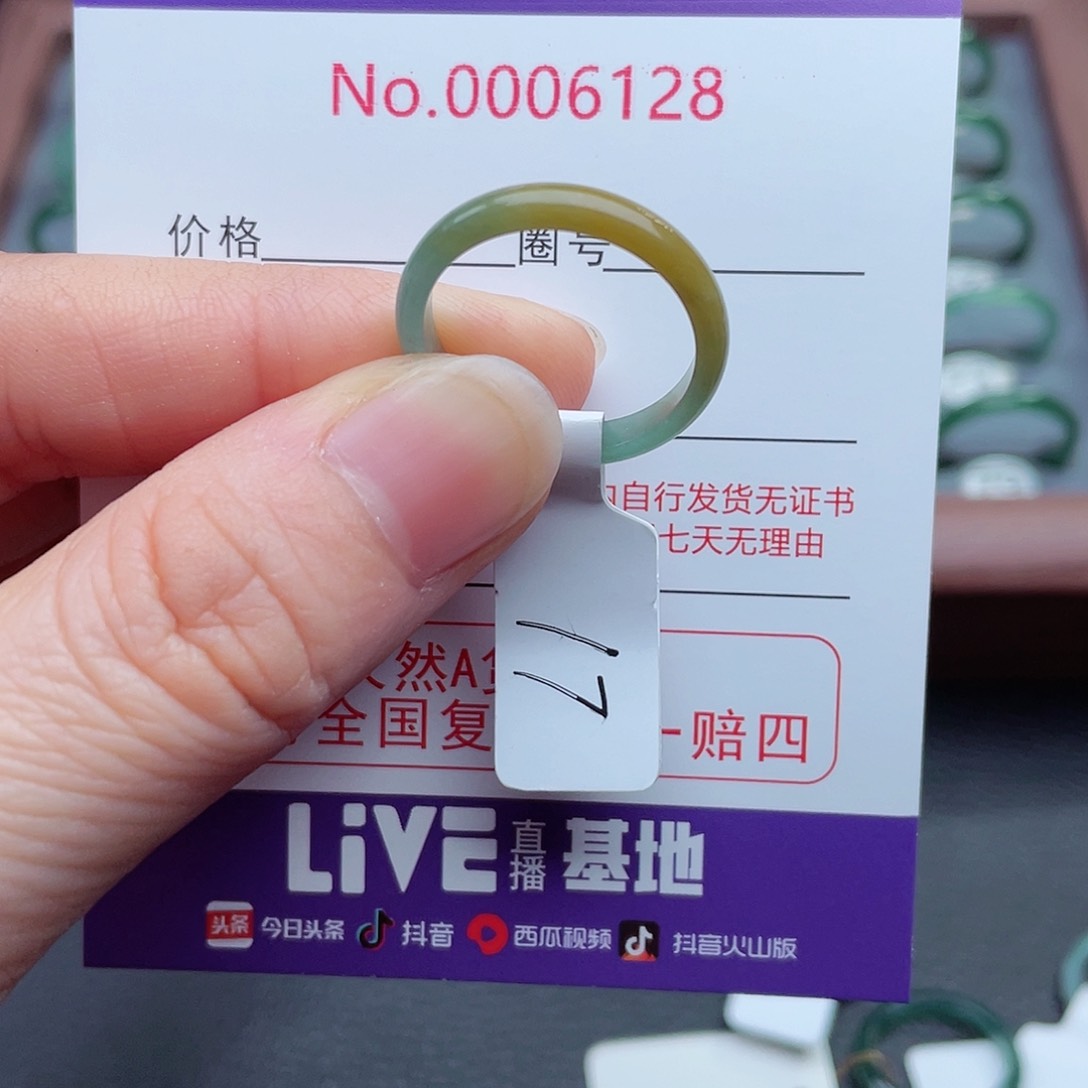 No.0006128
价格 圈号
自行发货无证书
七天无理由
17
然A货
全国复 一赔四
LiVE直播基地
头条 今日头条 抖音 西瓜视频 抖音火山版